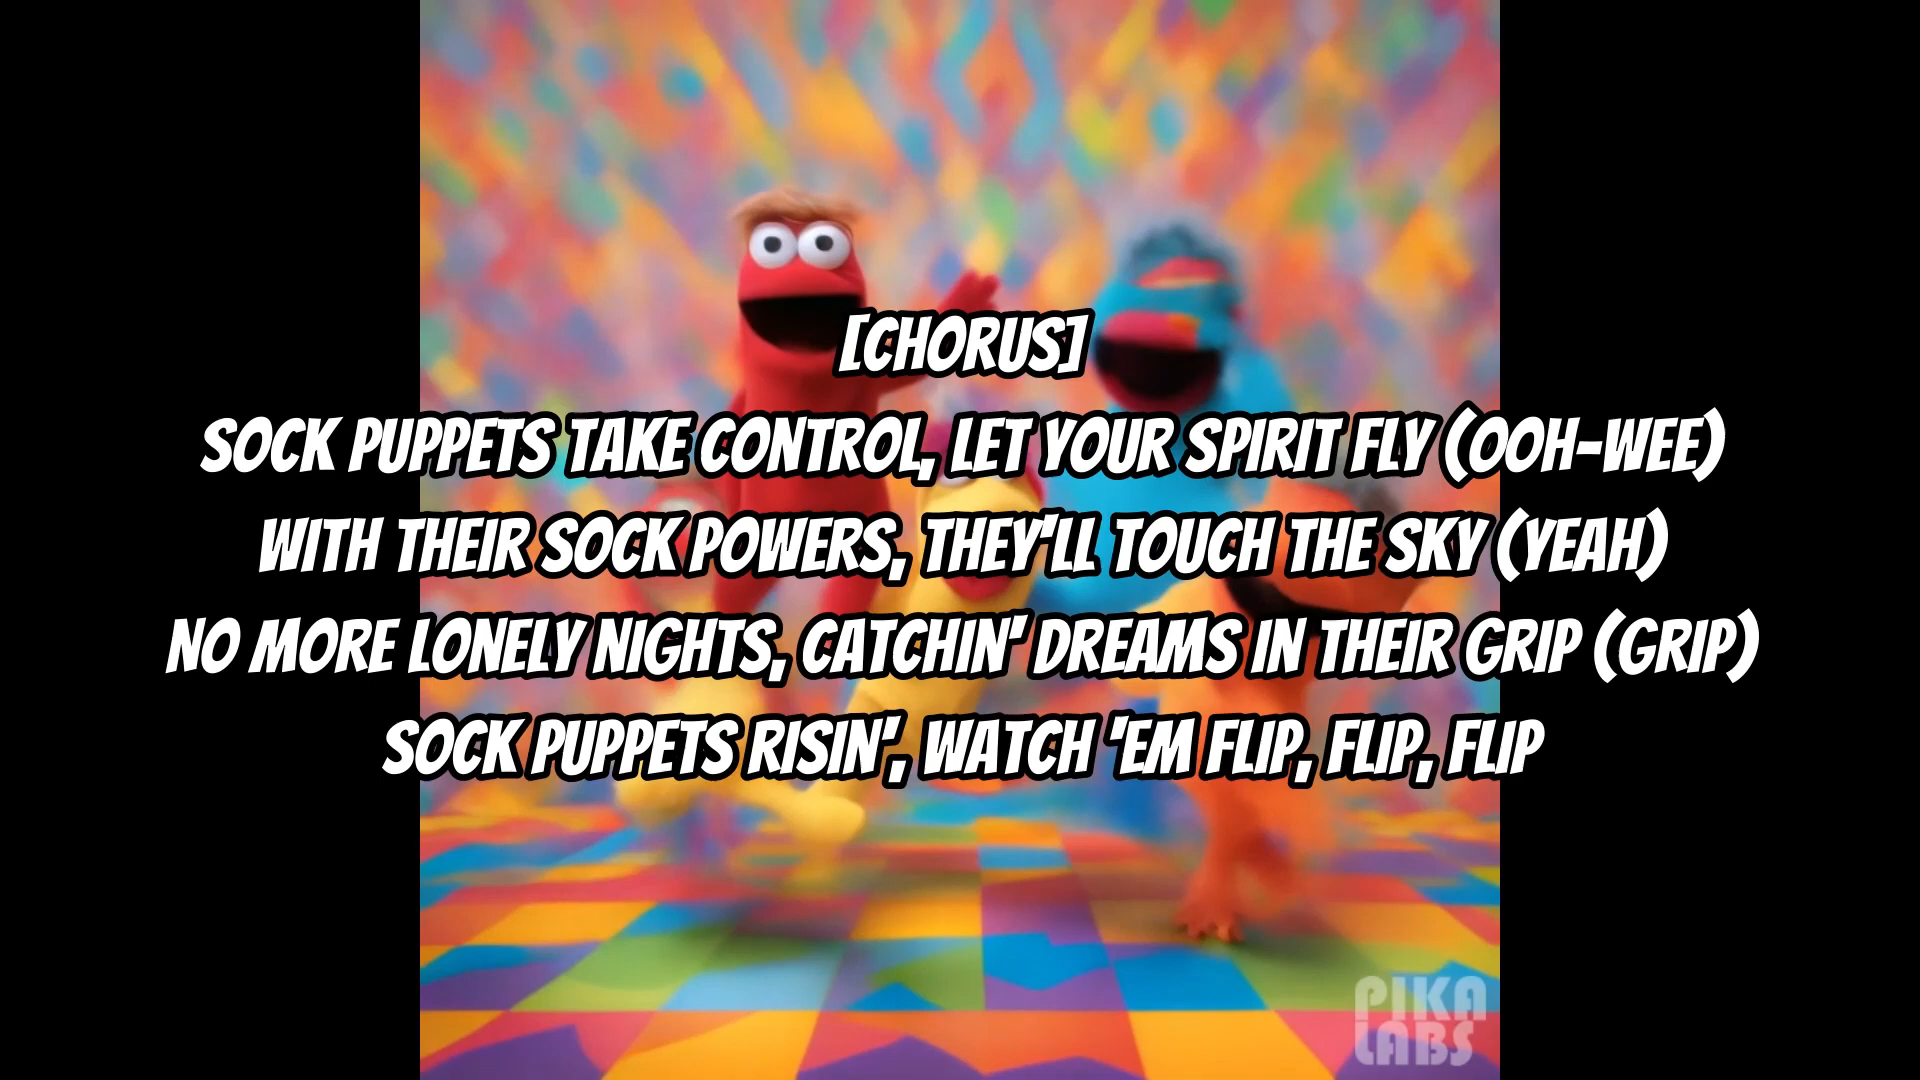 [CHORUS]
SOCK PUPPETS TAKE CONTROL, LET YOUR SPIRIT FLY (OOH-WEE)
WITH THEIR SOCK POWERS, THEY'LL TOUCH THE SKY (YEAH)
NO MORE LONELY NIGHTS, CATCHIN' DREAMS IN THEIR GRIP (GRIP)
SOCK PUPPETS RISIN', WATCH 'EM FLIP, FLIP, FLIP
PIKA
LABS